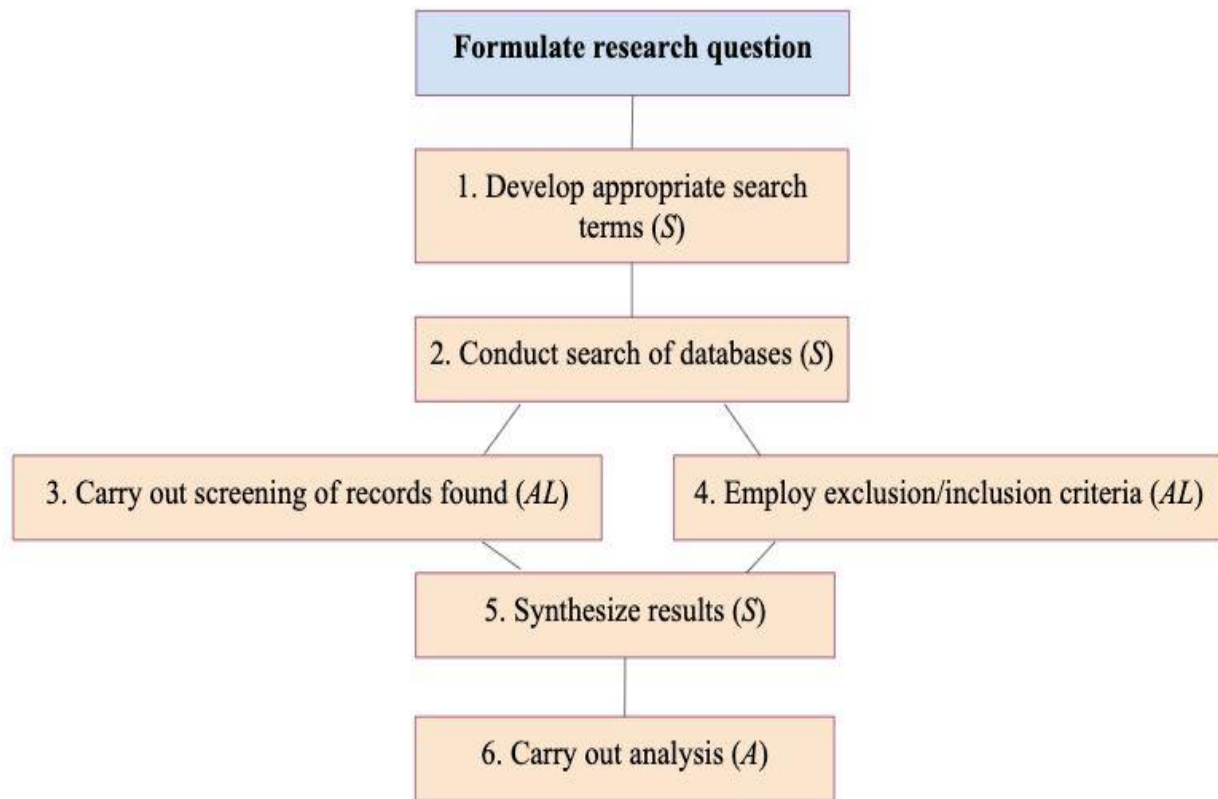 Formulate research question
1. Develop appropriate search
terms (S)
2. Conduct search of databases (S)
3. Carry out screening of records found (AL)
4. Employ exclusion/inclusion criteria (AL)
5. Synthesize results (S)
6. Carry out analysis (A)